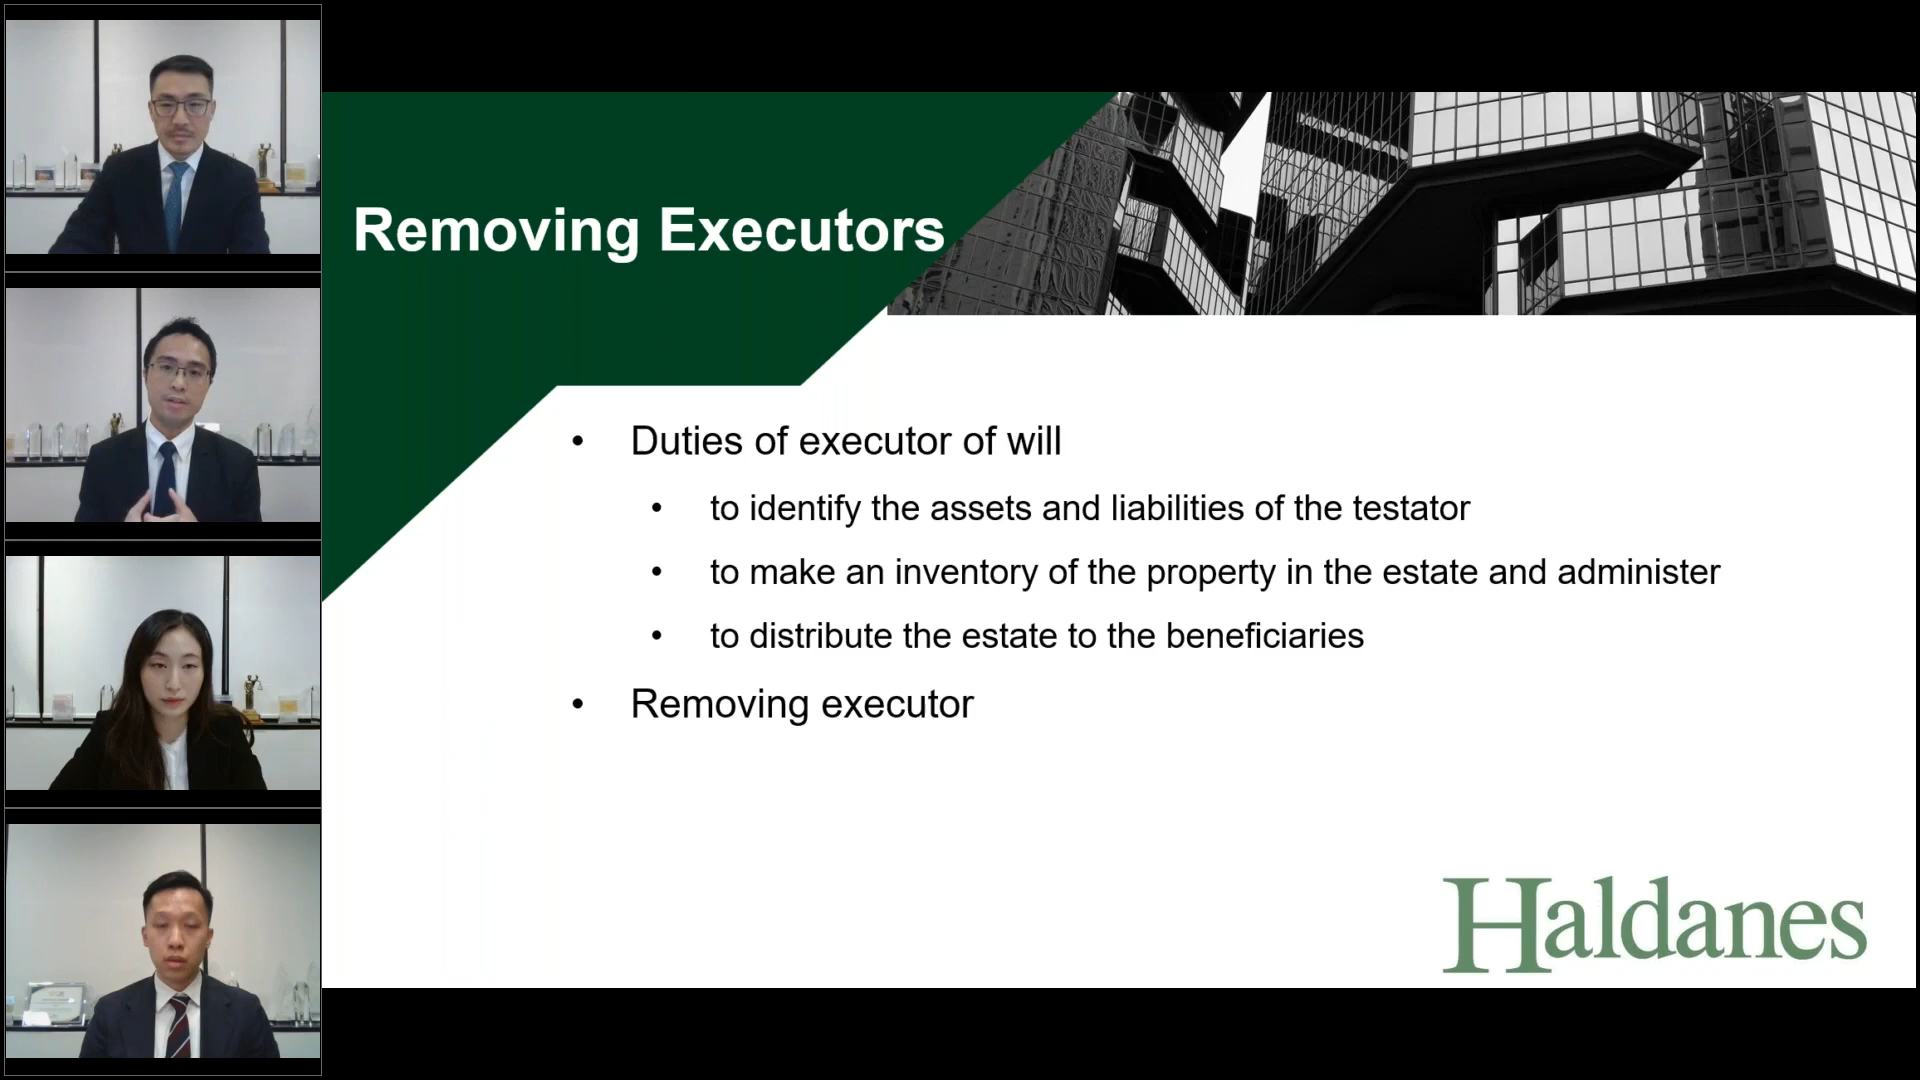 Removing Executors
• Duties of executor of will
• to identify the assets and liabilities of the testator
• to make an inventory of the property in the estate and administer
• to distribute the estate to the beneficiaries
• Removing executor
Haldanes